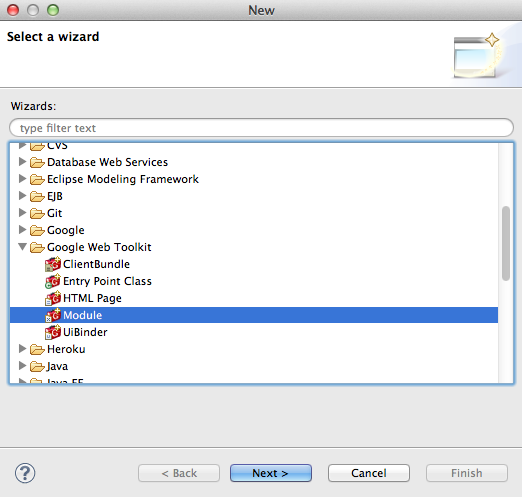 New
Select a wizard
Wizards:
type filter text
CVS
Database Web Services
Eclipse Modeling Framework
EJB
Git
Google
Google Web Toolkit
ClientBundle
Entry Point Class
HTML Page
Module
UiBinder
Heroku
Java
Java EE
? < Back Next > Cancel Finish